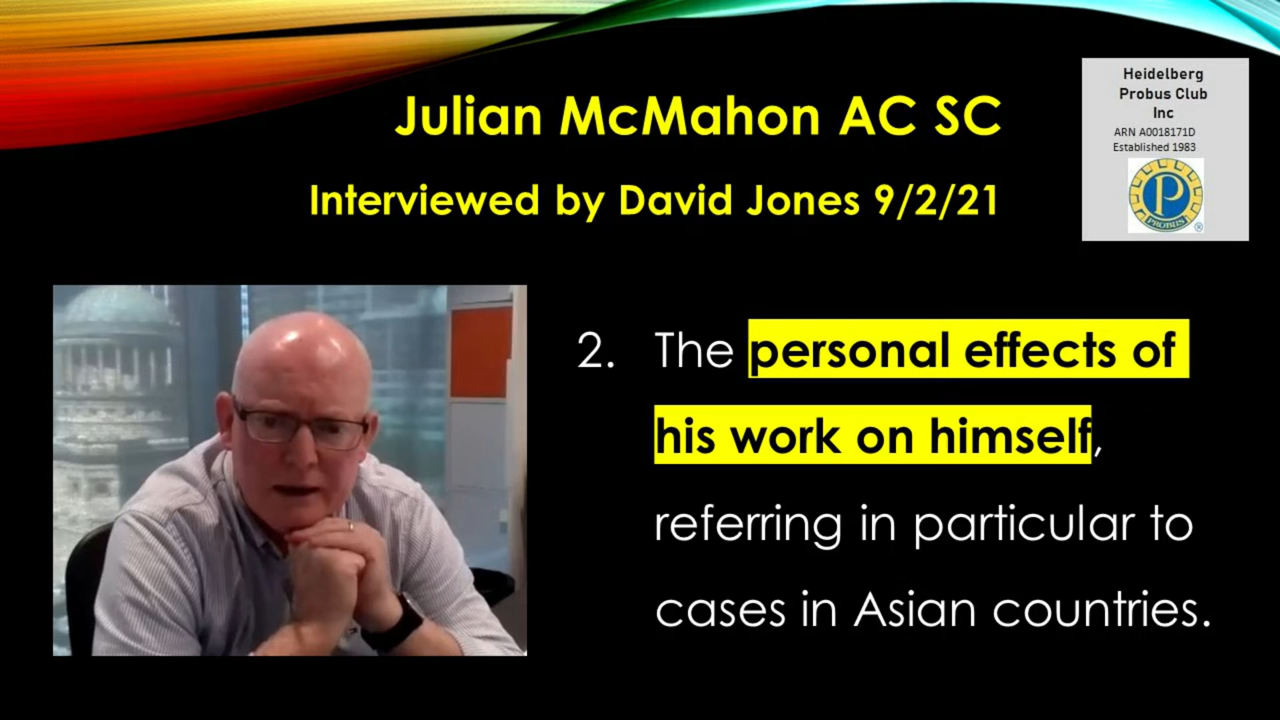 Julian McMahon AC SC
Interviewed by David Jones 9/2/21
Heidelberg
Probus Club
Inc
ARN A0018171D
Established 1983
P
PROBUS
®
2. The personal effects of
his work on himself,
referring in particular to
cases in Asian countries.